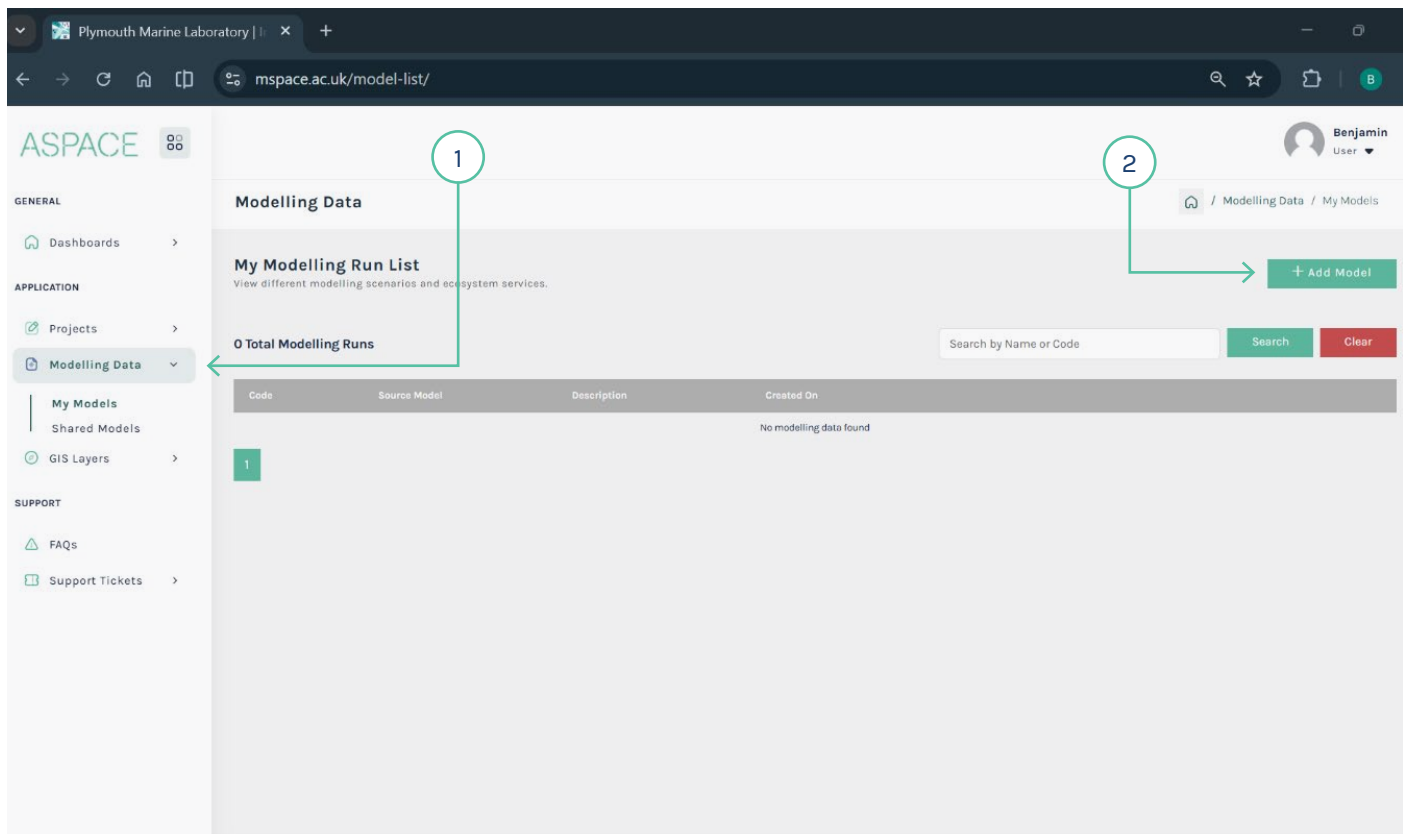 Plymouth Marine Laboratory | I
mspace.ac.uk/model-list/
B
ASPACE
Benjamin
User
1
2
GENERAL
Dashboards
APPLICATION
Projects
Modelling Data
My Models
Shared Models
GIS Layers
SUPPORT
FAQs
Support Tickets
Modelling Data
/ Modelling Data / My Models
My Modelling Run List
View different modelling scenarios and ecosystem services.
+ Add Model
0 Total Modelling Runs
Search by Name or Code
Search
Clear
Code Source Model Description Created On
No modelling data found
1